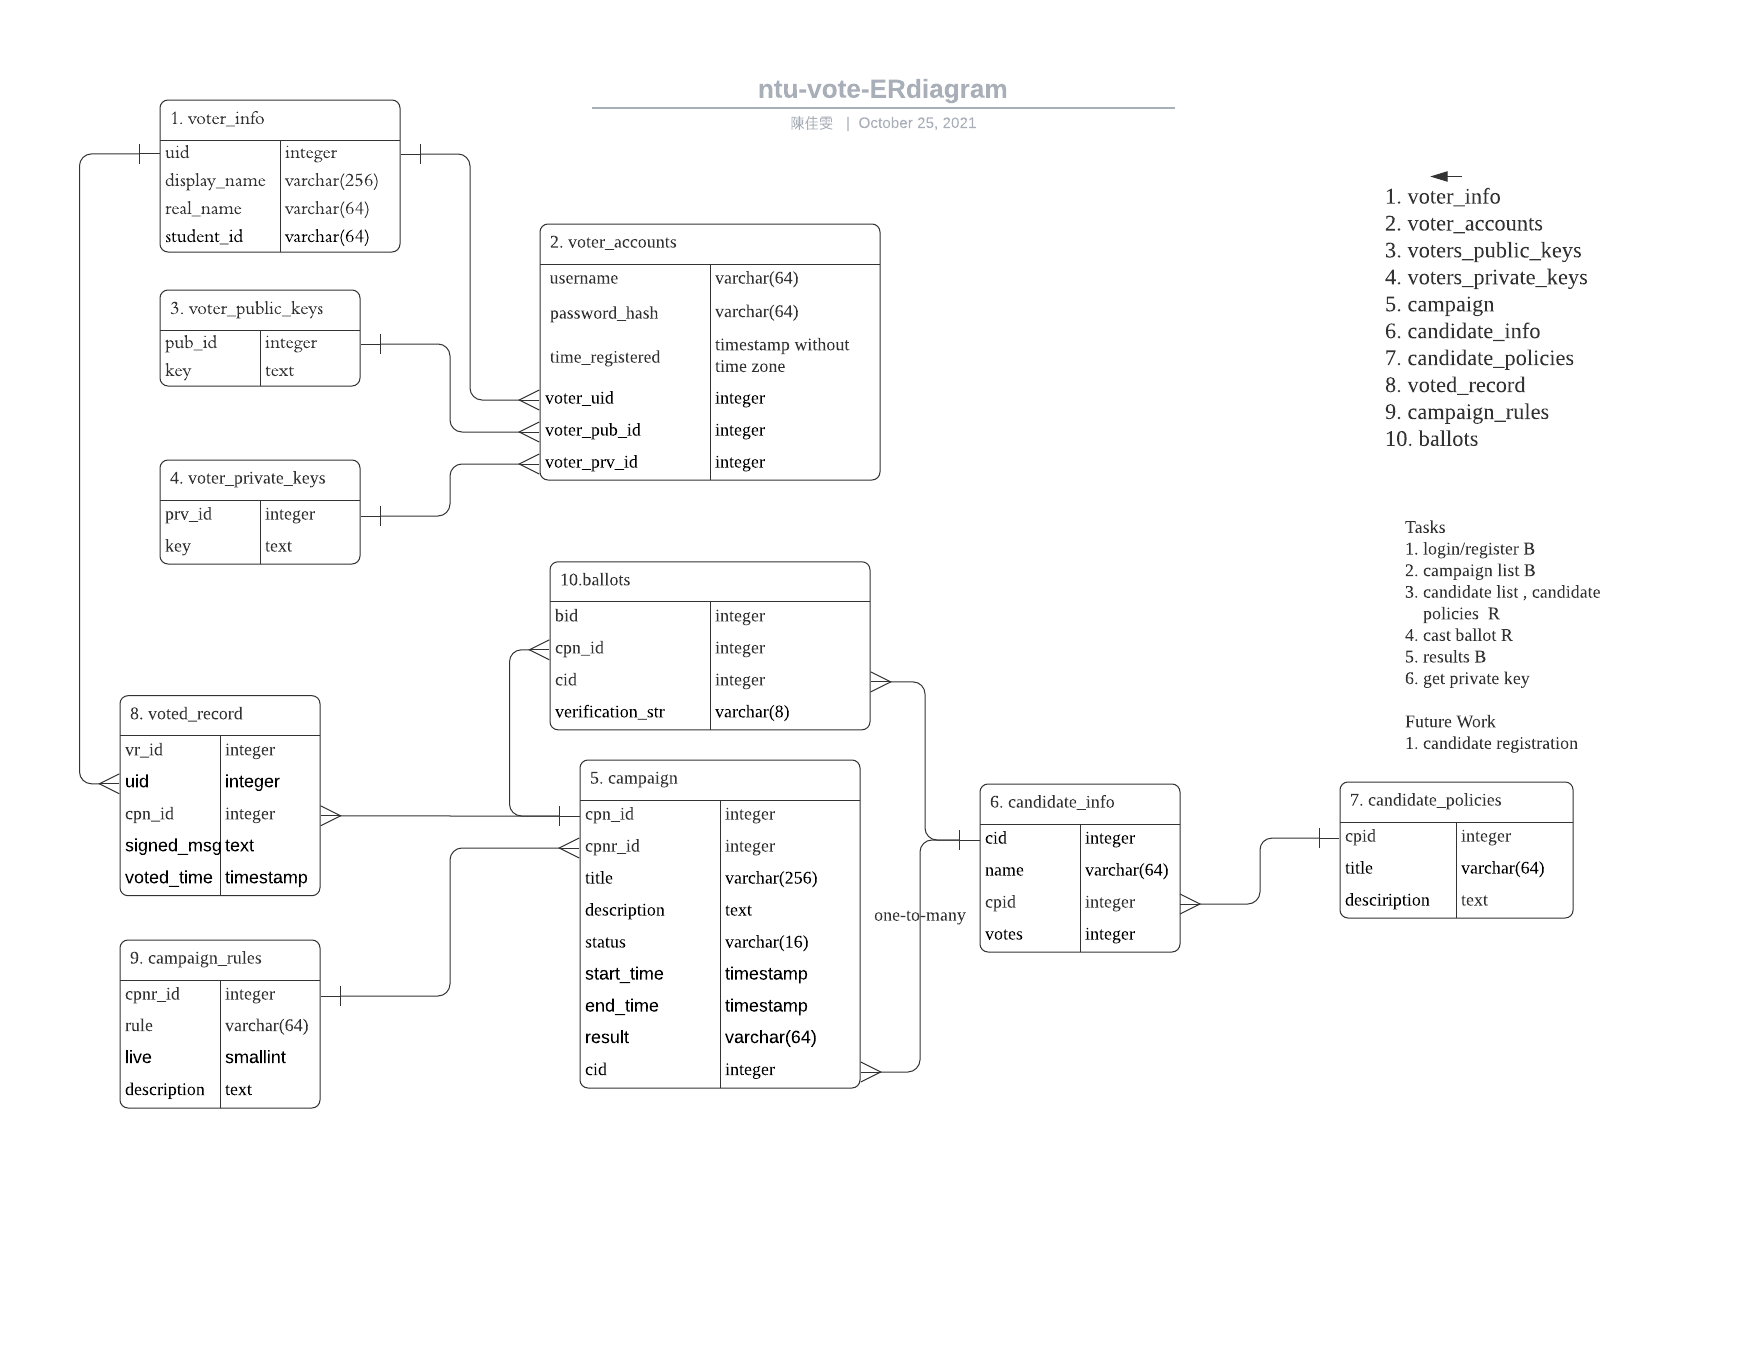 ntu-vote-ERdiagram
陳佳雯 | October 25, 2021
1. voter_info
uid integer
display_name varchar(256)
real_name varchar(64)
student_id varchar(64)
2. voter_accounts
username varchar(64)
password_hash varchar(64)
time_registered timestamp without
time zone
voter_uid integer
voter_pub_id integer
voter_prv_id integer
3. voter_public_keys
pub_id integer
key text
4. voter_private_keys
prv_id integer
key text
10.ballots
bid integer
cpn_id integer
cid integer
verification_str varchar(8)
8. voted_record
vr_id integer
uid integer
cpn_id integer
signed_msg text
voted_time timestamp
5. campaign
cpn_id integer
cpnr_id integer
title varchar(256)
description text
status varchar(16)
start_time timestamp
end_time timestamp
result varchar(64)
cid integer
9. campaign_rules
cpnr_id integer
rule varchar(64)
live smallint
description text
one-to-many
6. candidate_info
cid integer
name varchar(64)
cpid integer
votes integer
7. candidate_policies
cpid integer
title varchar(64)
desciription text
1. voter_info
2. voter_accounts
3. voters_public_keys
4. voters_private_keys
5. campaign
6. candidate_info
7. candidate_policies
8. voted_record
9. campaign_rules
10. ballots
Tasks
1. login/register B
2. campaign list B
3. candidate list , candidate
policies R
4. cast ballot R
5. results B
6. get private key
Future Work
1. candidate registration